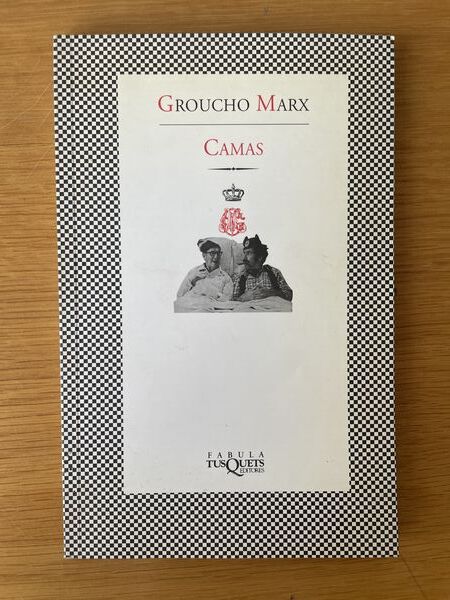 GROUCHO MARX
CAMAS
FABULA
TUSQUETS
EDITORES